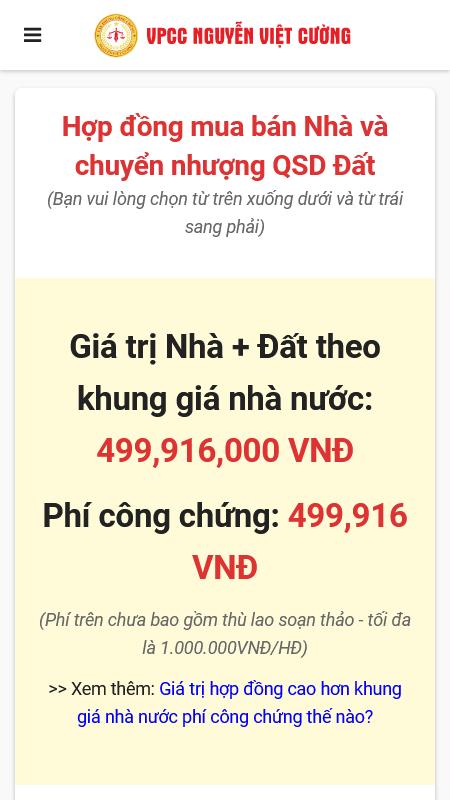 VPCC NGUYỄN VIỆT CƯỜNG
Hợp đồng mua bán Nhà và
chuyển nhượng QSD Đất
(Bạn vui lòng chọn từ trên xuống dưới và từ trái
sang phải)
Giá trị Nhà + Đất theo
khung giá nhà nước:
499,916,000 VNĐ
Phí công chứng: 499,916
VNĐ
(Phí trên chưa bao gồm thù lao soạn thảo - tối đa
là 1.000.000VNĐ/HĐ)
>> Xem thêm: Giá trị hợp đồng cao hơn khung
giá nhà nước phí công chứng thế nào?